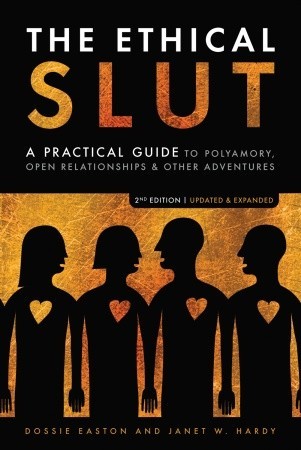 THE ETHICAL
SLUT
A PRACTICAL GUIDE TO POLYAMORY,
OPEN RELATIONSHIPS & OTHER ADVENTURES
2ND EDITION | UPDATED & EXPANDED
DOSSIE EASTON AND JANET W. HARDY